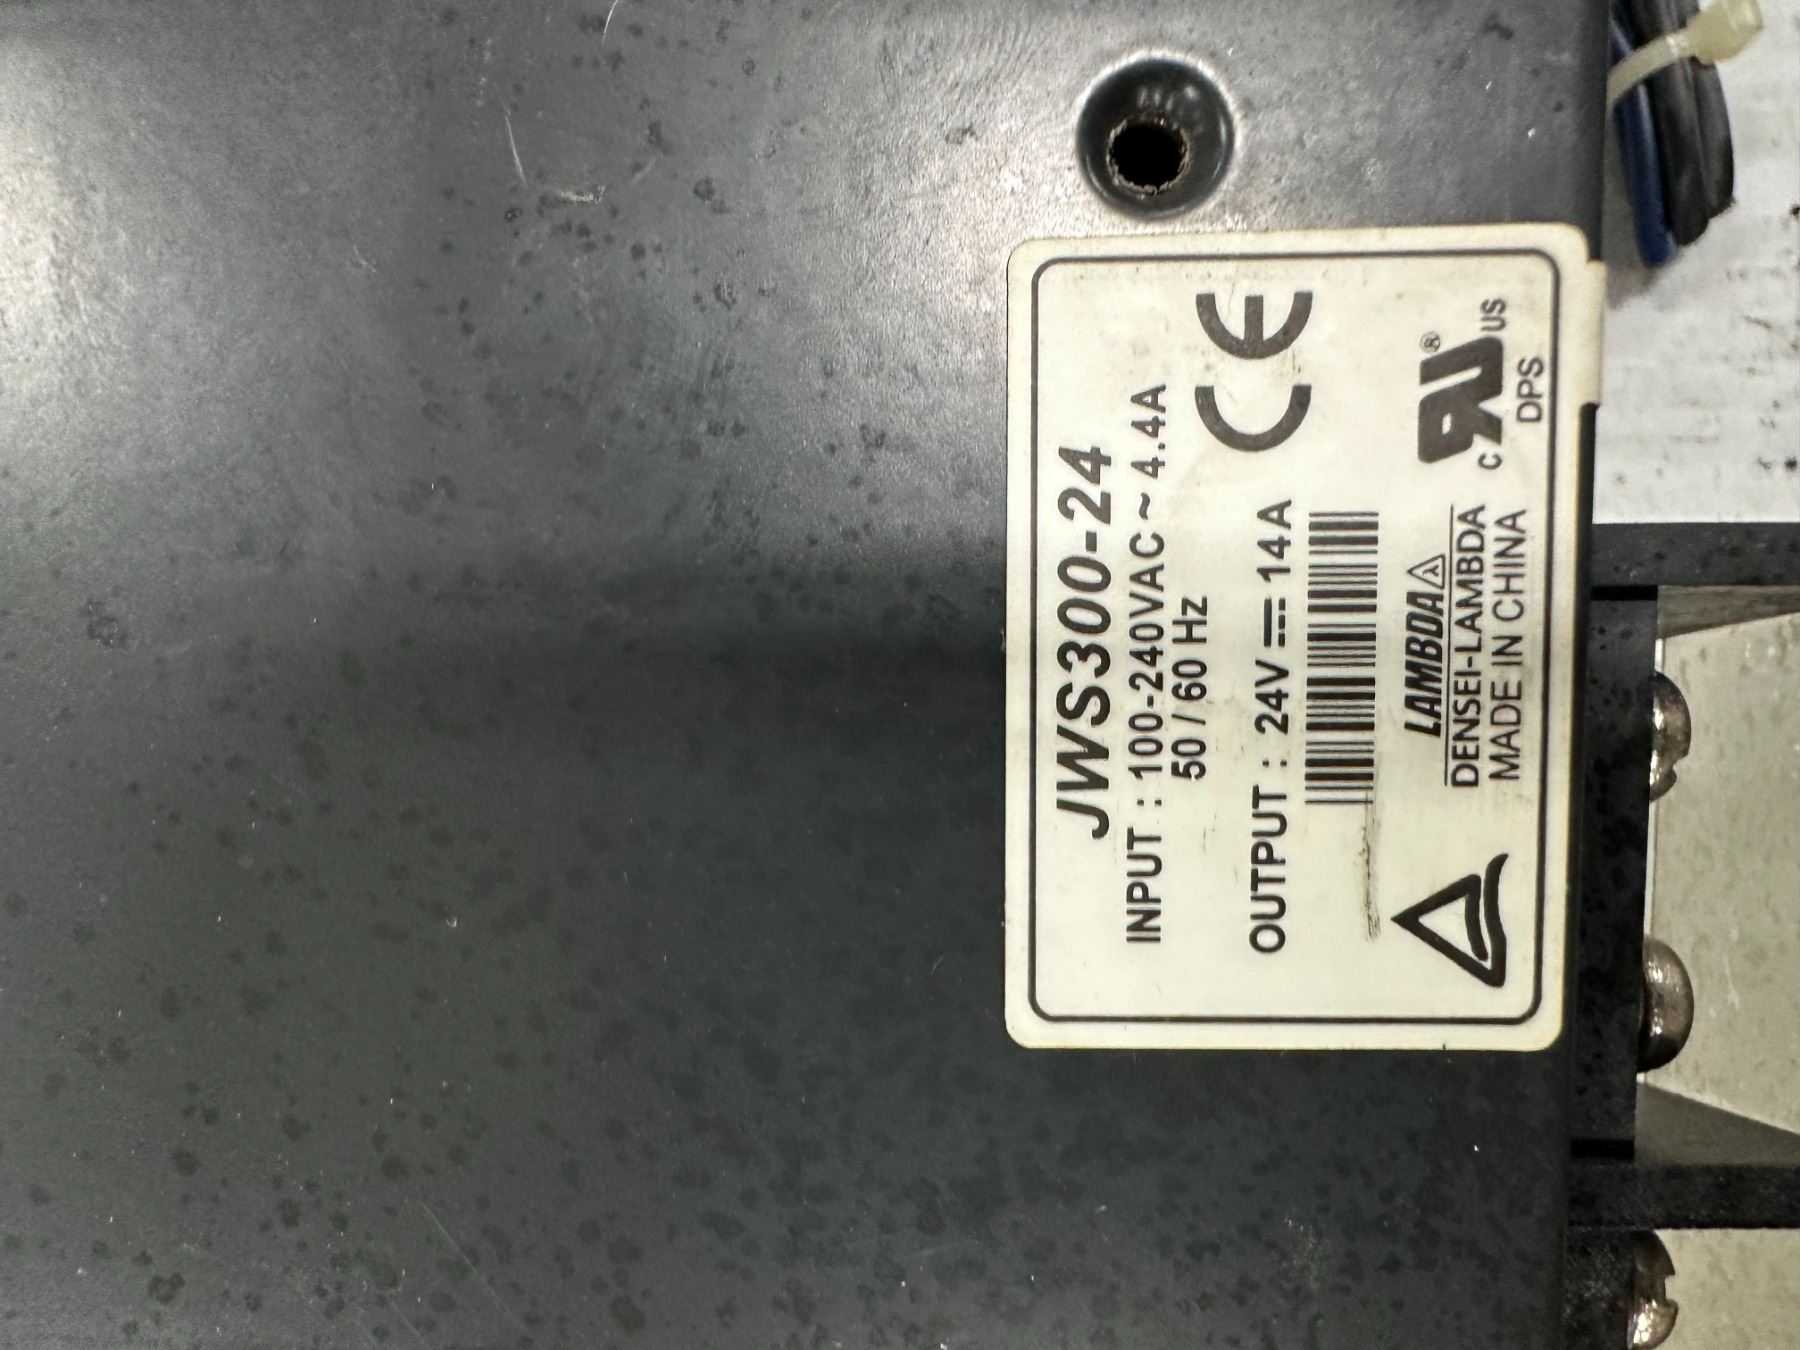 JWS300-24
INPUT : 100-240VAC ~ 4.4A
50 / 60 Hz
OUTPUT : 24V ⎓ 14A
CE
LAMBDA λ
DENSEI-LAMBDA
MADE IN CHINA
c RU ® US
DPS